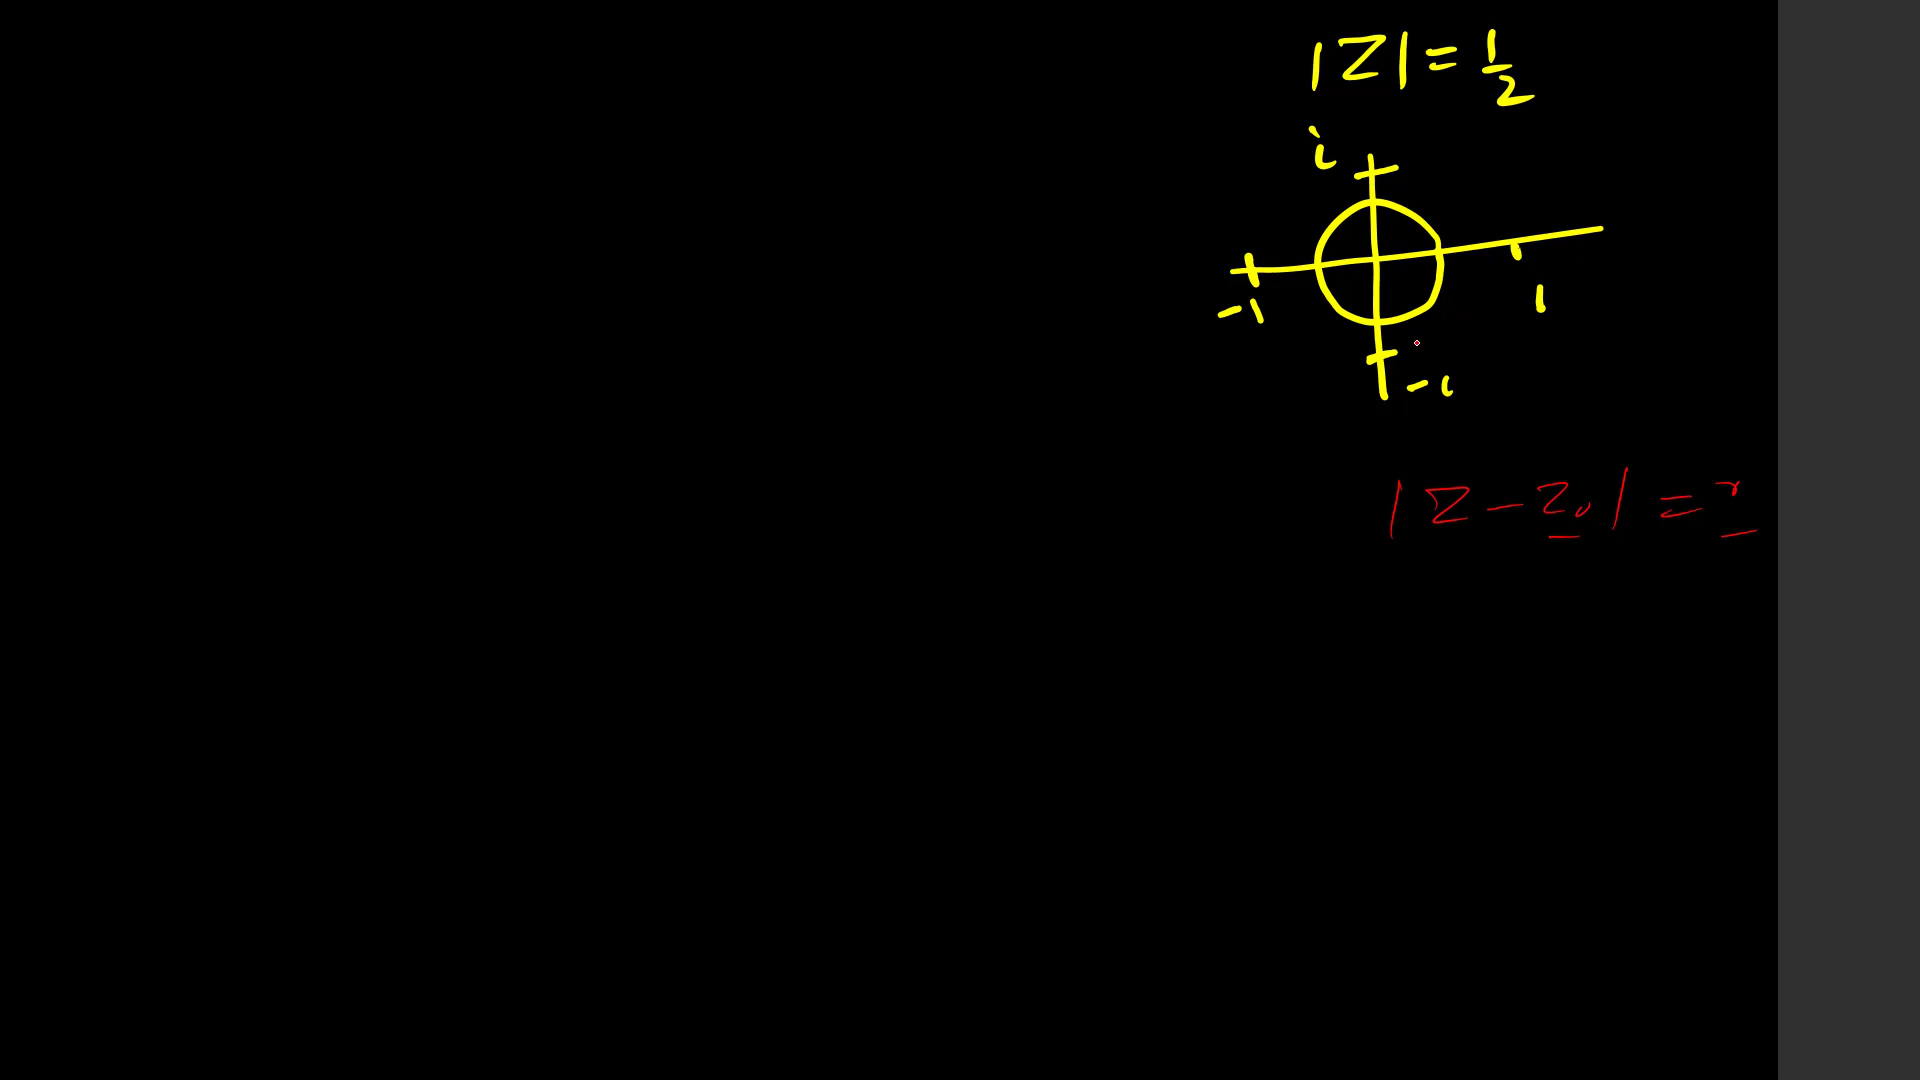 |Z| = 1/2
i
-1
1
-i
|Z - Z₀| = r